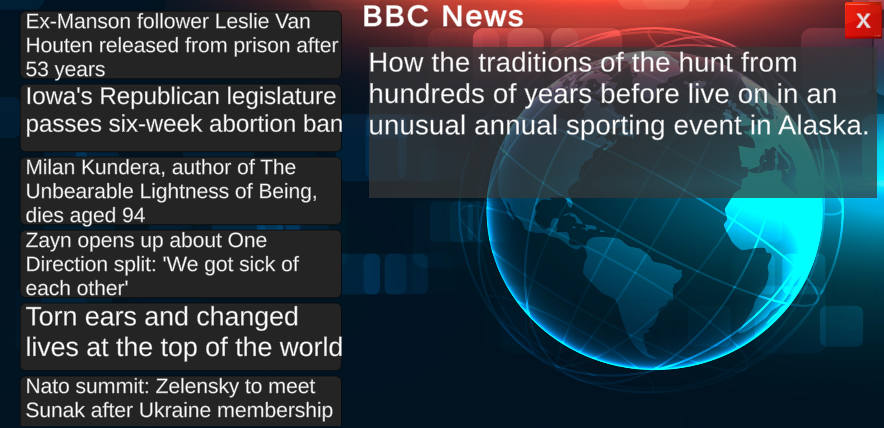 Ex-Manson follower Leslie Van
Houten released from prison after
53 years
Iowa's Republican legislature
passes six-week abortion ban
Milan Kundera, author of The
Unbearable Lightness of Being,
dies aged 94
Zayn opens up about One
Direction split: 'We got sick of
each other'
Torn ears and changed
lives at the top of the world
Nato summit: Zelensky to meet
Sunak after Ukraine membership
BBC News
X
How the traditions of the hunt from
hundreds of years before live on in an
unusual annual sporting event in Alaska.